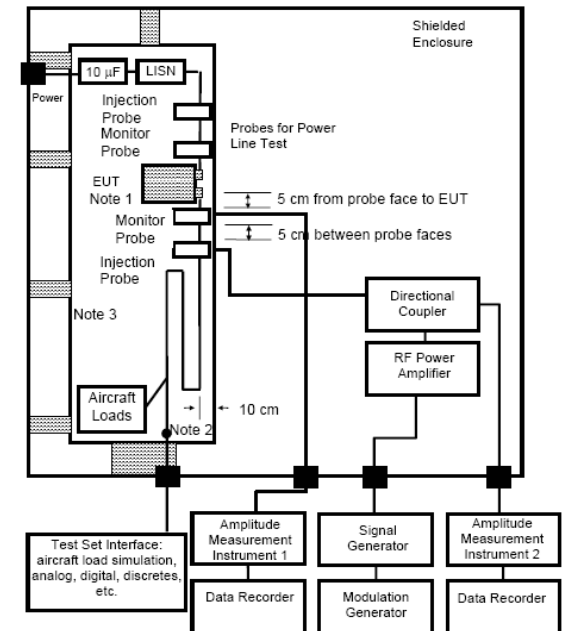 Shielded
Enclosure
10 µF
LISN
Power
Injection
Probe
Monitor
Probe
Probes for Power
Line Test
EUT
Note 1
5 cm from probe face to EUT
Monitor
Probe
5 cm between probe faces
Injection
Probe
Directional
Coupler
Note 3
RF Power
Amplifier
Aircraft
Loads
10 cm
Note 2
Test Set Interface:
aircraft load simulation,
analog, digital, discretes,
etc.
Amplitude
Measurement
Instrument 1
Data Recorder
Signal
Generator
Modulation
Generator
Amplitude
Measurement
Instrument 2
Data Recorder